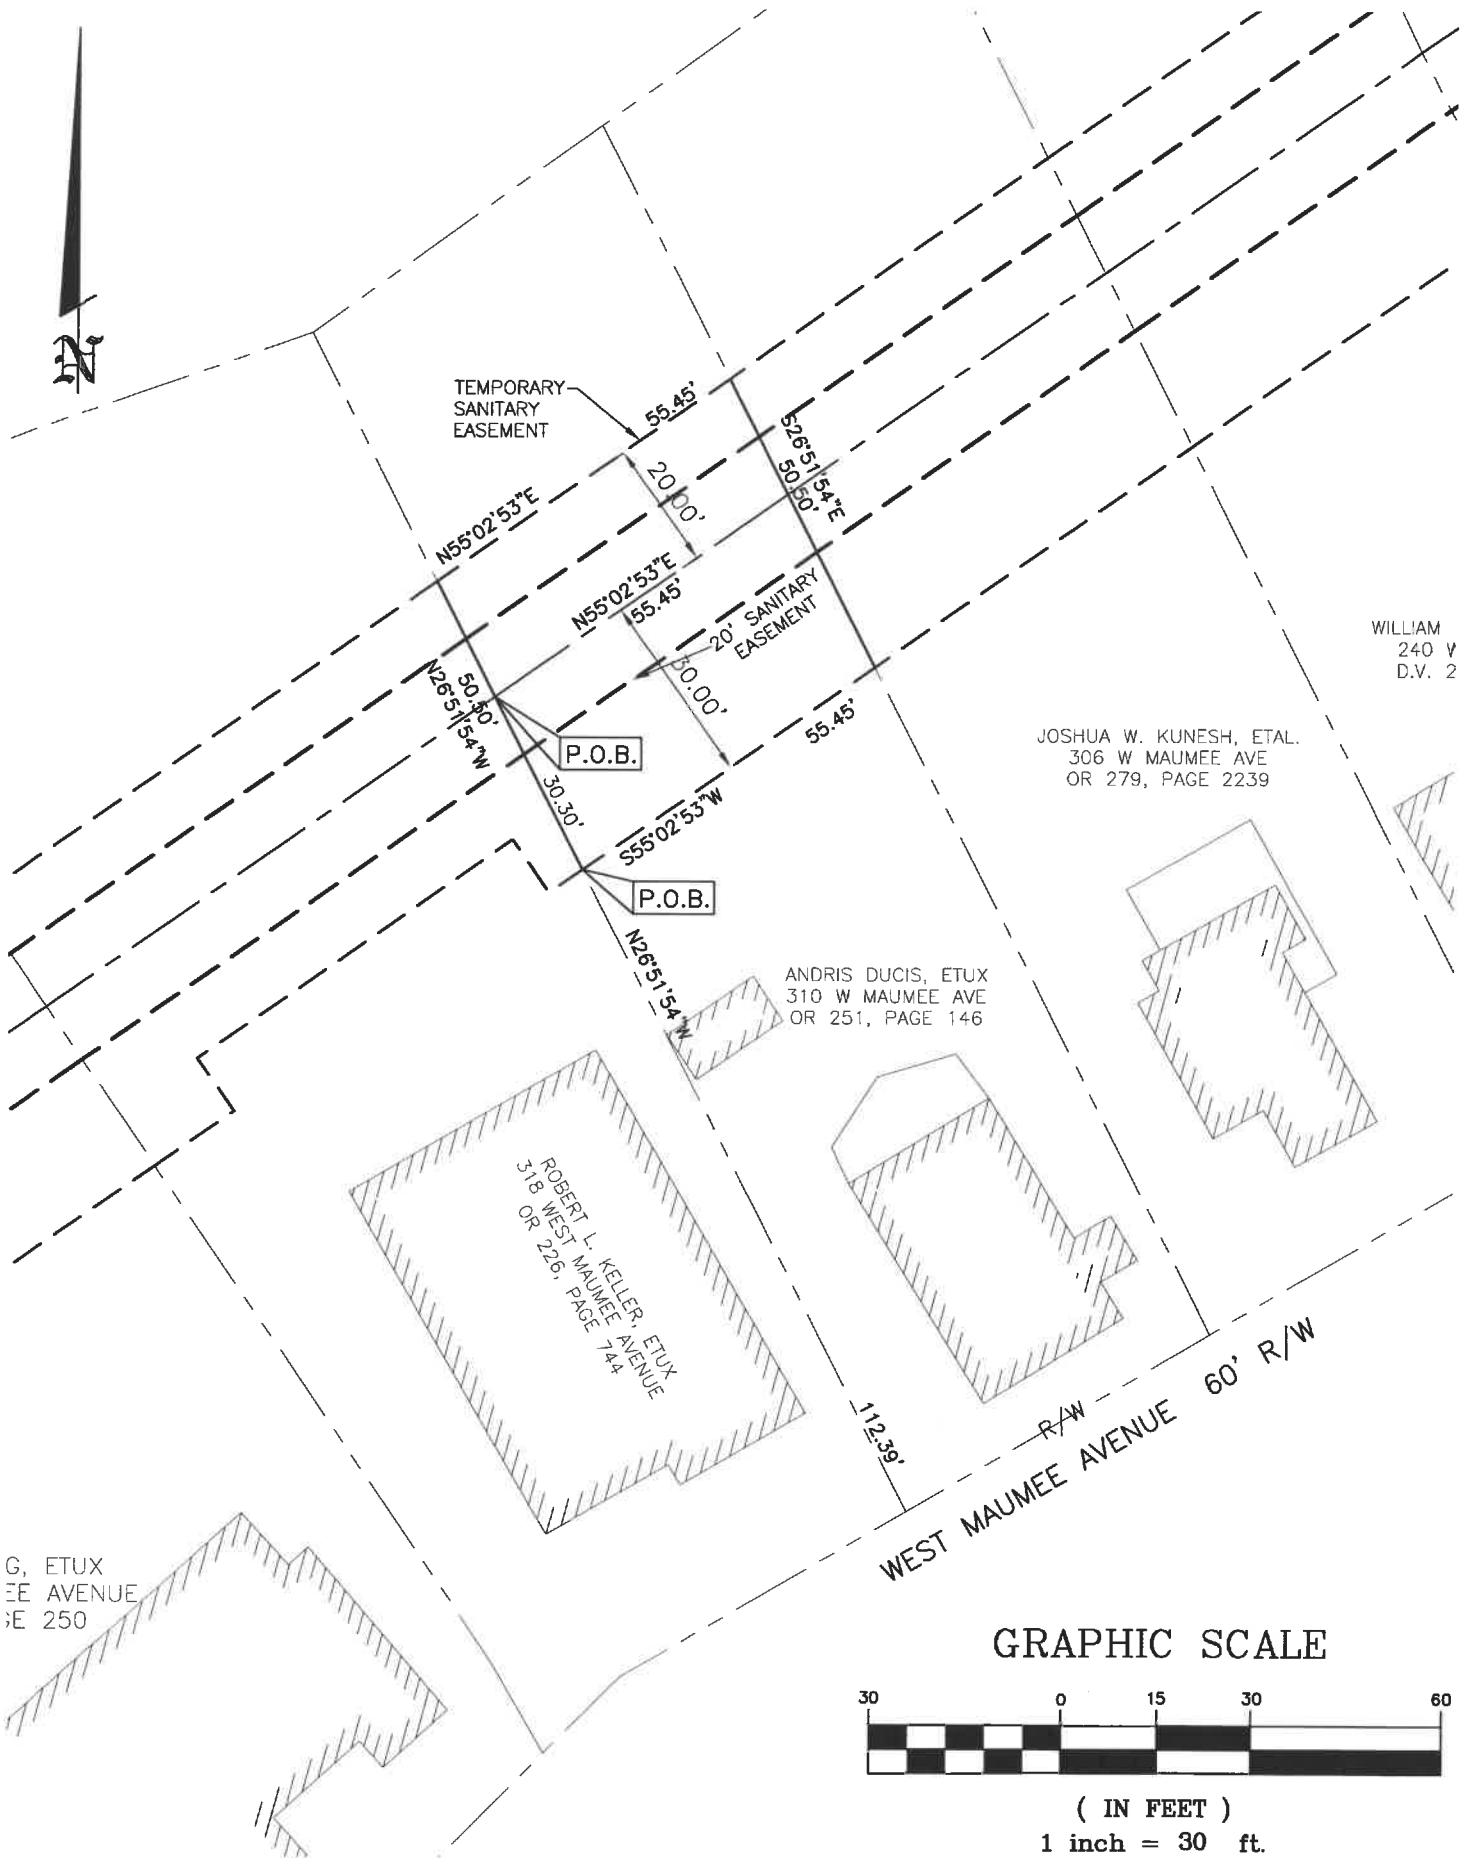 N
TEMPORARY
SANITARY
EASEMENT
55.45'
N55°02'53"E
20.00'
S26°51'54"E
50.50'
N55°02'53"E
55.45'
20' SANITARY
EASEMENT
30.00'
N26°51'54"W
50.50'
P.O.B.
30.30'
55.45'
S55°02'53"W
P.O.B.
N26°51'54"W
WILLIAM
240 W
D.V. 2
JOSHUA W. KUNESH, ETAL.
306 W MAUMEE AVE
OR 279, PAGE 2239
ANDRIS DUCIS, ETUX
310 W MAUMEE AVE
OR 251, PAGE 146
ROBERT L. KELLER, ETUX
318 WEST MAUMEE AVENUE
OR 226, PAGE 744
112.39'
R/W
WEST MAUMEE AVENUE 60' R/W
G, ETUX
EE AVENUE
GE 250
GRAPHIC SCALE
30 0 15 30 60
( IN FEET )
1 inch = 30 ft.